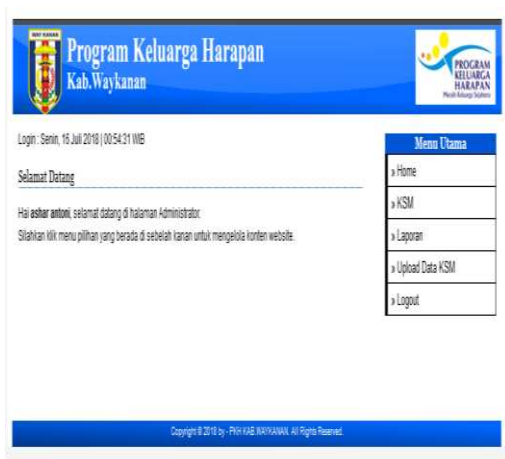 WAY KANAN
Program Keluarga Harapan
Kab.Waykanan
PROGRAM
KELUARGA
HARAPAN
Login : Senin, 16 Juli 2018 | 00:54:31 WIB
Selamat Datang
Hai ashar antoni, selamat datang di halaman Administrator.
Silahkan klik menu pilihan yang berada di sebelah kanan untuk mengelola konten website.
Menu Utama
» Home
» KSM
» Laporan
» Upload Data KSM
» Logout
Copyright © 2018 by - PKH KAB.WAYKANAN. All Rights Reserved.